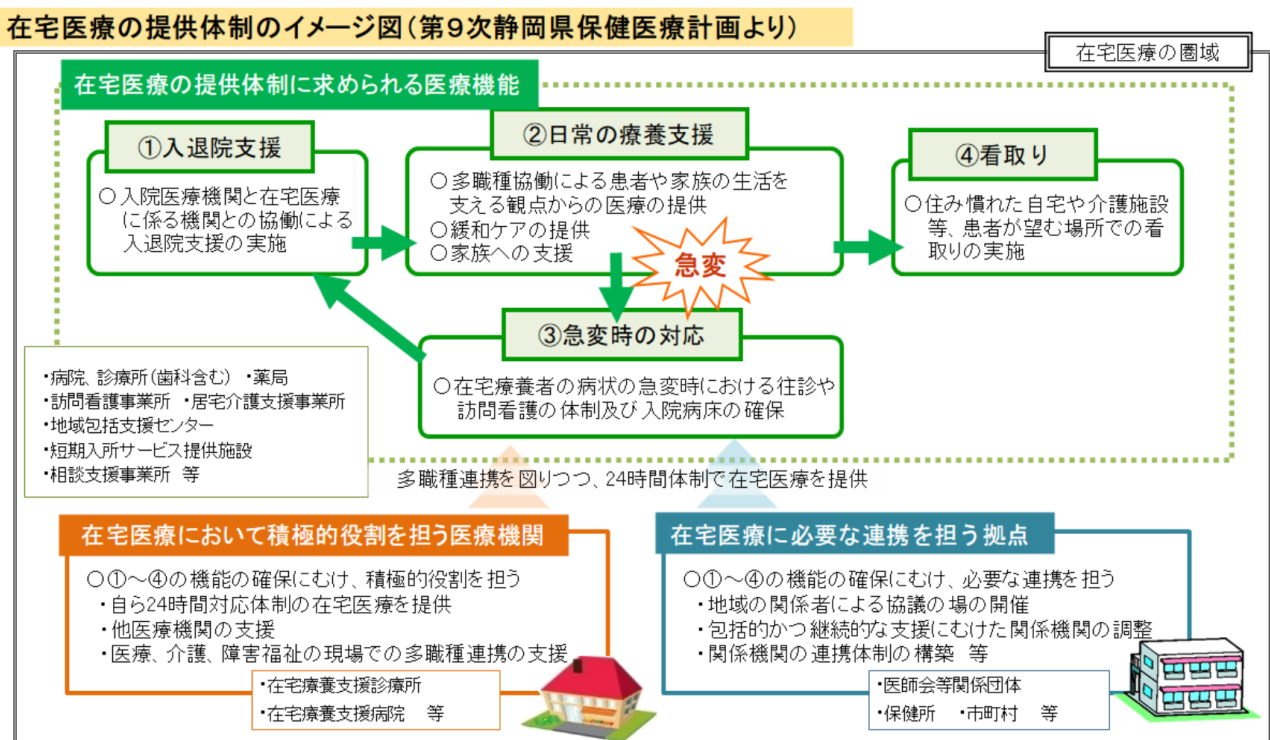 在宅医療の提供体制のイメージ図(第9次静岡県保健医療計画より)
在宅医療の圏域
在宅医療の提供体制に求められる医療機能
①入退院支援
○入院医療機関と在宅医療
に係る機関との協働による
入退院支援の実施
②日常の療養支援
○多職種協働による患者や家族の生活を
支える観点からの医療の提供
○緩和ケアの提供
○家族への支援
急変
④看取り
○住み慣れた自宅や介護施設
等、患者が望む場所での看
取りの実施
③急変時の対応
○在宅療養者の病状の急変時における往診や
訪問看護の体制及び入院病床の確保
・病院、診療所(歯科含む) ・薬局
・訪問看護事業所 ・居宅介護支援事業所
・地域包括支援センター
・短期入所サービス提供施設
・相談支援事業所 等
多職種連携を図りつつ、24時間体制で在宅医療を提供
在宅医療において積極的役割を担う医療機関
○①~④の機能の確保にむけ、積極的役割を担う
・自ら24時間対応体制の在宅医療を提供
・他医療機関の支援
・医療、介護、障害福祉の現場での多職種連携の支援
・在宅療養支援診療所
・在宅療養支援病院 等
在宅医療に必要な連携を担う拠点
○①~④の機能の確保にむけ、必要な連携を担う
・地域の関係者による協議の場の開催
・包括的かつ継続的な支援にむけた関係機関の調整
・関係機関の連携体制の構築 等
・医師会等関係団体
・保健所 ・市町村 等